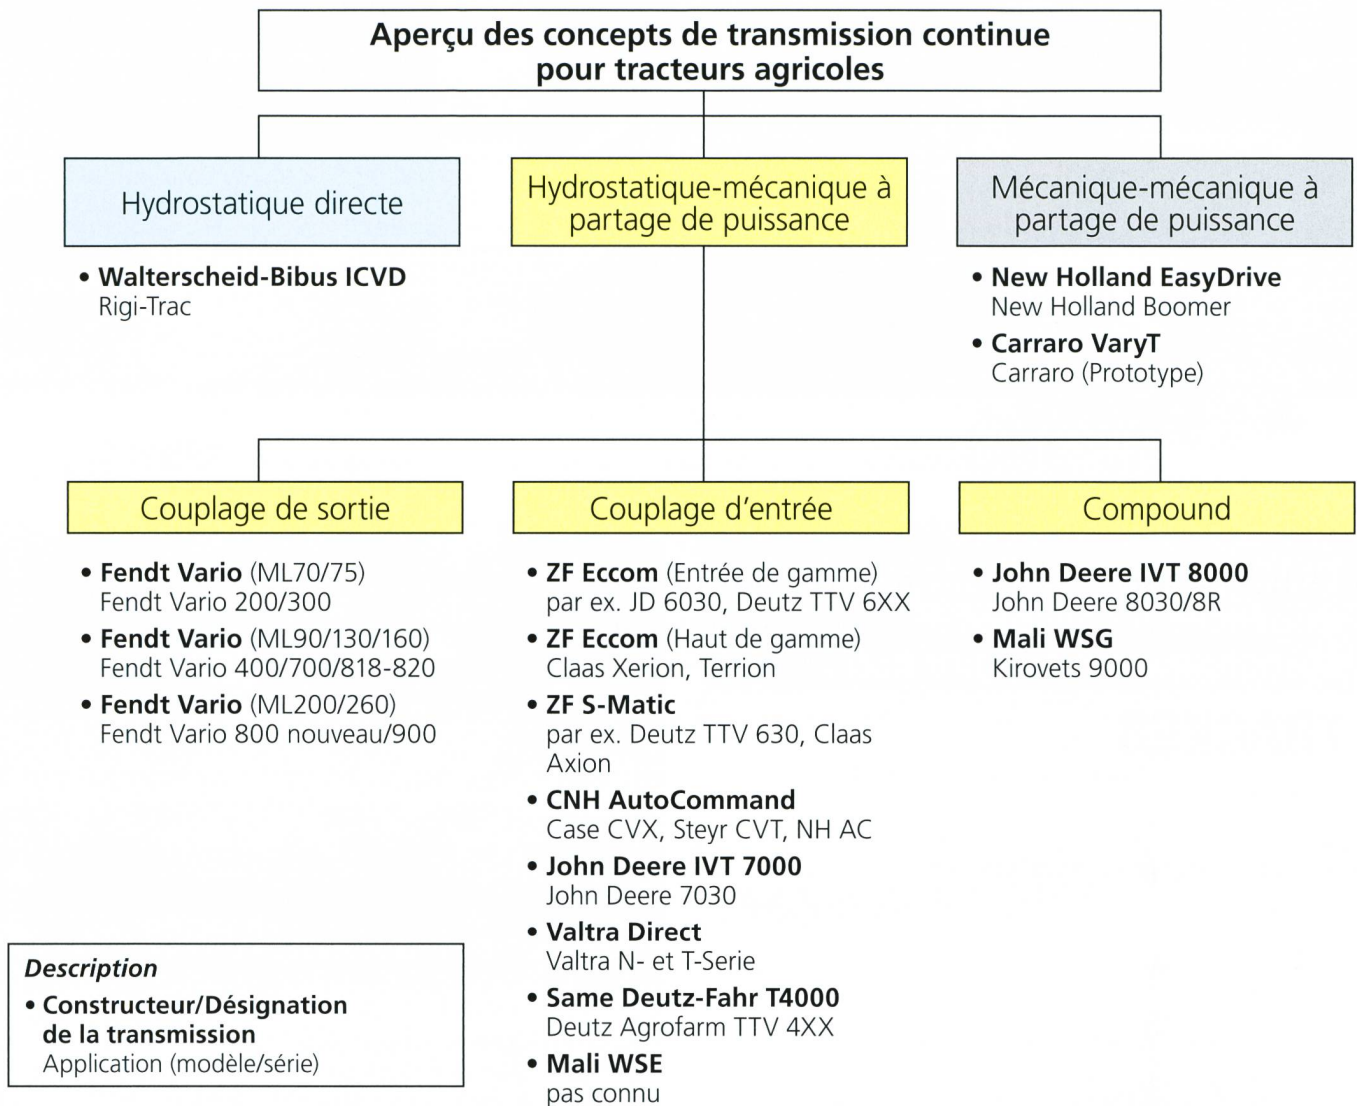 Aperçu des concepts de transmission continue
pour tracteurs agricoles
Hydrostatique directe
• Walterscheid-Bibus ICVD
Rigi-Trac
Hydrostatique-mécanique à
partage de puissance
Mécanique-mécanique à
partage de puissance
• New Holland EasyDrive
New Holland Boomer
• Carraro VaryT
Carraro (Prototype)
Couplage de sortie
• Fendt Vario (ML70/75)
Fendt Vario 200/300
• Fendt Vario (ML90/130/160)
Fendt Vario 400/700/818-820
• Fendt Vario (ML200/260)
Fendt Vario 800 nouveau/900
Couplage d'entrée
• ZF Eccom (Entrée de gamme)
par ex. JD 6030, Deutz TTV 6XX
• ZF Eccom (Haut de gamme)
Claas Xerion, Terrion
• ZF S-Matic
par ex. Deutz TTV 630, Claas
Axion
• CNH AutoCommand
Case CVX, Steyr CVT, NH AC
• John Deere IVT 7000
John Deere 7030
• Valtra Direct
Valtra N- et T-Serie
• Same Deutz-Fahr T4000
Deutz Agrofarm TTV 4XX
• Mali WSE
pas connu
Compound
• John Deere IVT 8000
John Deere 8030/8R
• Mali WSG
Kirovets 9000
Description
• Constructeur/Désignation
de la transmission
Application (modèle/série)